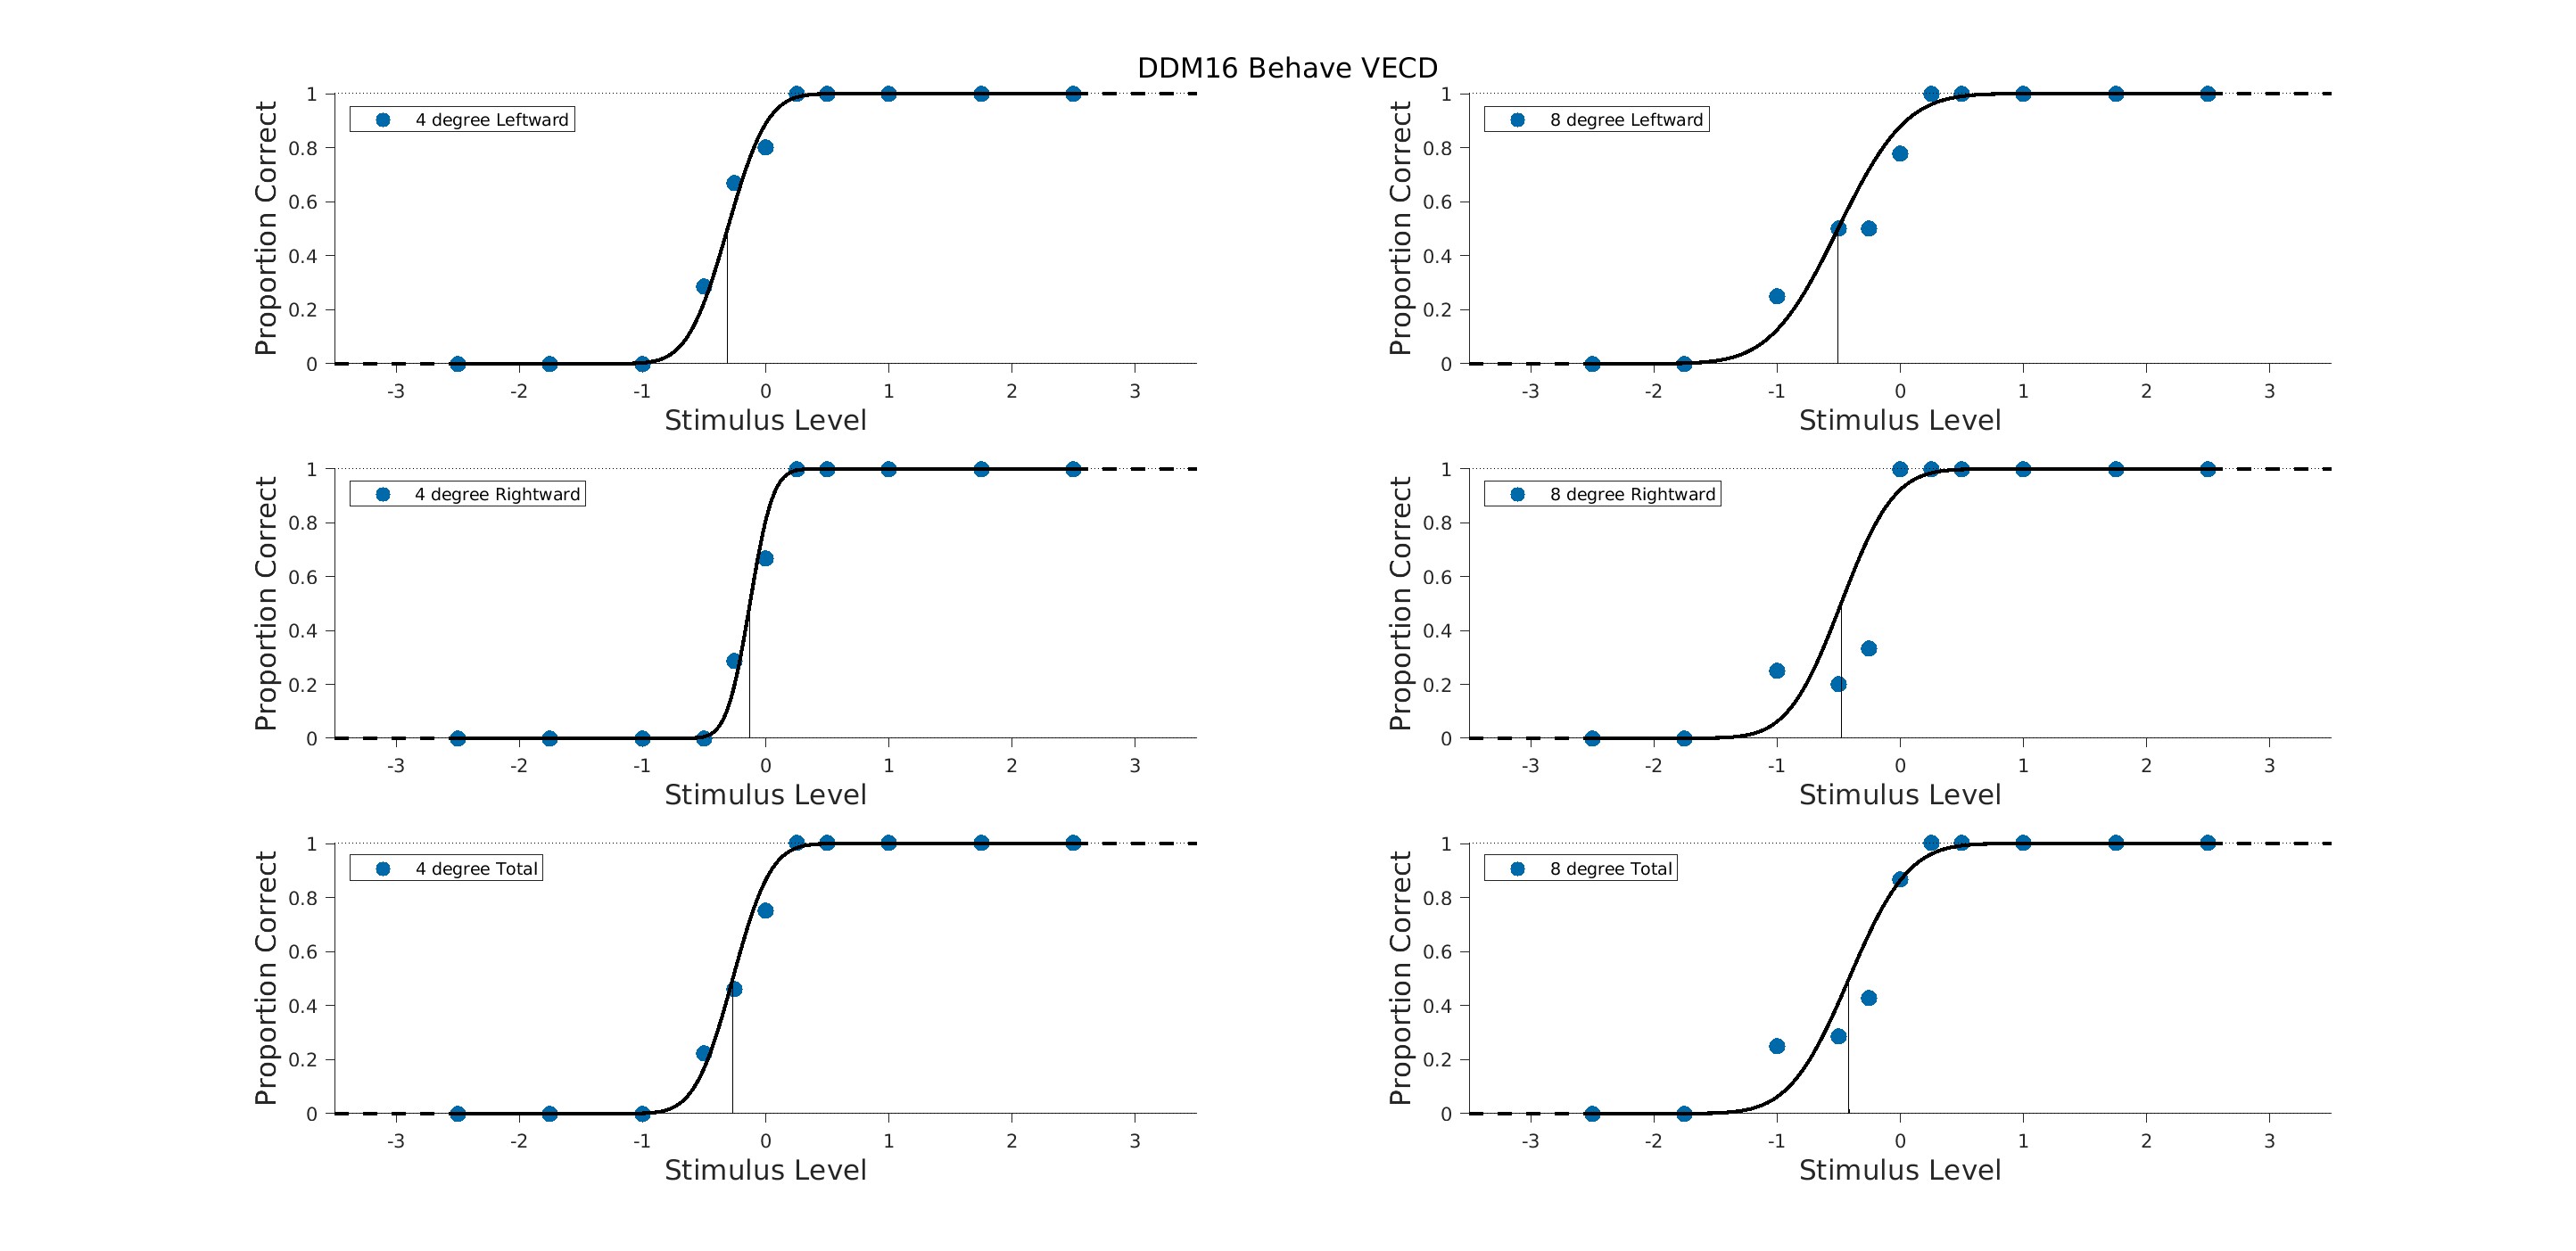 DDM16 Behave VECD
Proportion Correct
1
0.8
0.6
0.4
0.2
0
4 degree Leftward
-3 -2 -1 0 1 2 3
Stimulus Level
Proportion Correct
1
0.8
0.6
0.4
0.2
0
8 degree Leftward
-3 -2 -1 0 1 2 3
Stimulus Level
Proportion Correct
1
0.8
0.6
0.4
0.2
0
4 degree Rightward
-3 -2 -1 0 1 2 3
Stimulus Level
Proportion Correct
1
0.8
0.6
0.4
0.2
0
8 degree Rightward
-3 -2 -1 0 1 2 3
Stimulus Level
Proportion Correct
1
0.8
0.6
0.4
0.2
0
4 degree Total
-3 -2 -1 0 1 2 3
Stimulus Level
Proportion Correct
1
0.8
0.6
0.4
0.2
0
8 degree Total
-3 -2 -1 0 1 2 3
Stimulus Level